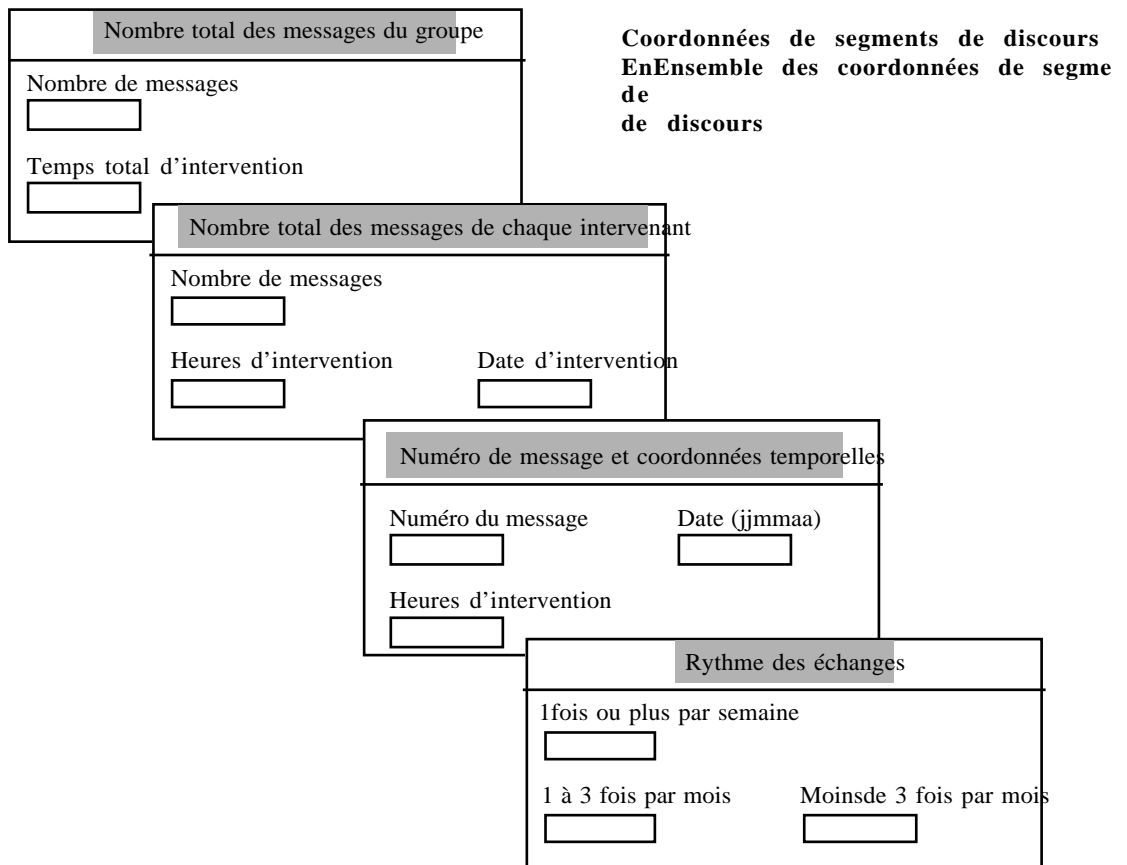 Nombre total des messages du groupe
Coordonnées de segments de discours
EnEnsemble des coordonnées de segme
de
de discours
Nombre de messages
Temps total d'intervention
Nombre total des messages de chaque intervenant
Nombre de messages
Heures d'intervention
Date d'intervention
Numéro de message et coordonnées temporelles
Numéro du message
Date (jjmmaa)
Heures d'intervention
Rythme des échanges
1fois ou plus par semaine
1 à 3 fois par mois
Moinsde 3 fois par mois